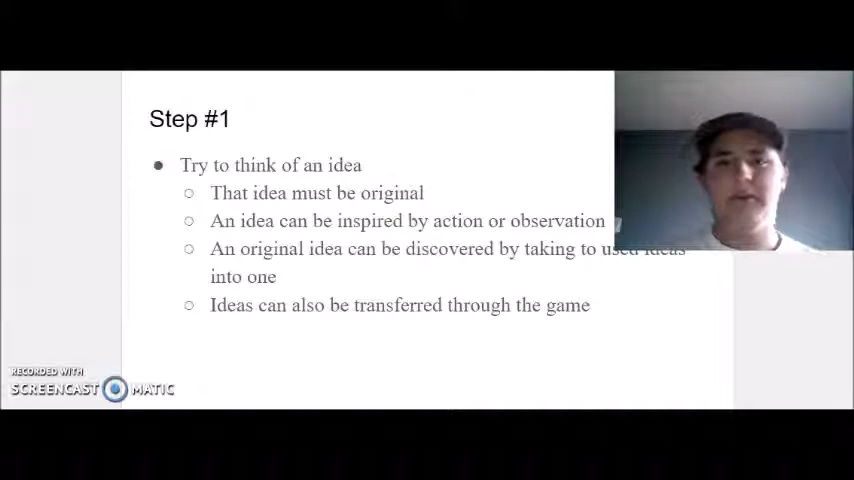 Step #1
● Try to think of an idea
○ That idea must be original
○ An idea can be inspired by action or observation
○ An original idea can be discovered by taking to used ideas
into one
○ Ideas can also be transferred through the game
RECORDED WITH
SCREENCAST MATIC